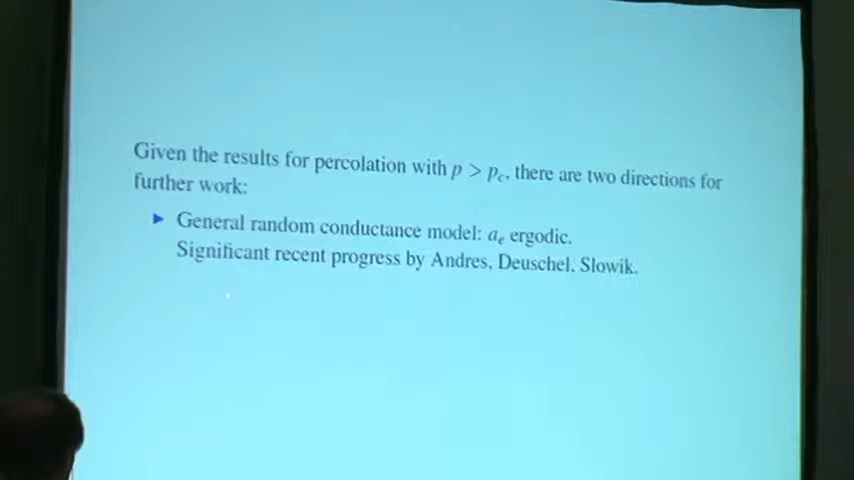 Given the results for percolation with p > p_c, there are two directions for
further work:
▶ General random conductance model: a_e ergodic.
Significant recent progress by Andres, Deuschel, Slowik.